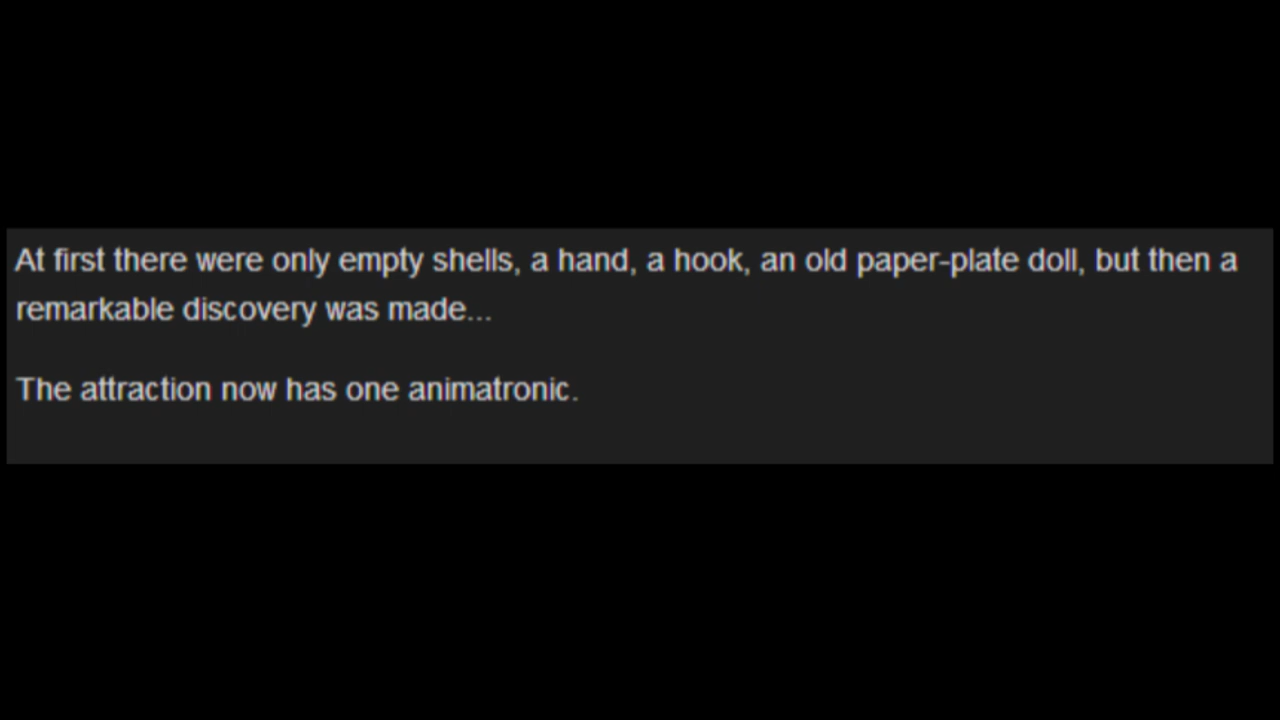 At first there were only empty shells, a hand, a hook, an old paper-plate doll, but then a
remarkable discovery was made...
The attraction now has one animatronic.